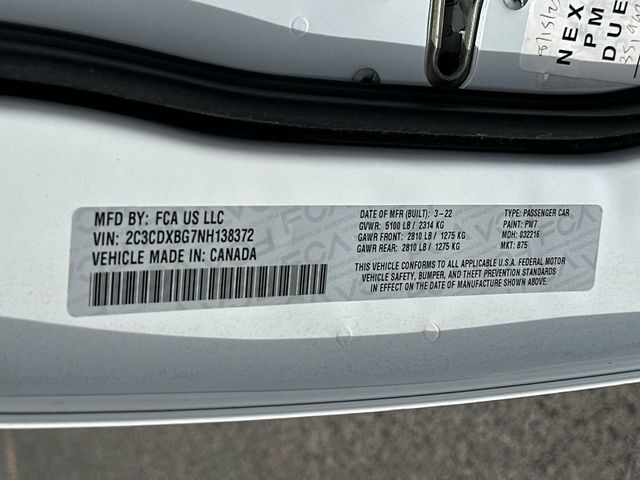 NEX
PM
DUE
MFD BY: FCA US LLC
VIN: 2C3CDXBG7NH138372
VEHICLE MADE IN: CANADA
DATE OF MFR (BUILT): 3-22
GVWR: 5100 LB / 2314 KG
GAWR FRONT: 2810 LB / 1275 KG
GAWR REAR: 2810 LB / 1275 KG
TYPE: PASSENGER CAR
PAINT: PW7
MDH: 032216
MKT: 875
THIS VEHICLE CONFORMS TO ALL APPLICABLE U.S.A. FEDERAL MOTOR
VEHICLE SAFETY, BUMPER, AND THEFT PREVENTION STANDARDS
IN EFFECT ON THE DATE OF MANUFACTURE SHOWN ABOVE.